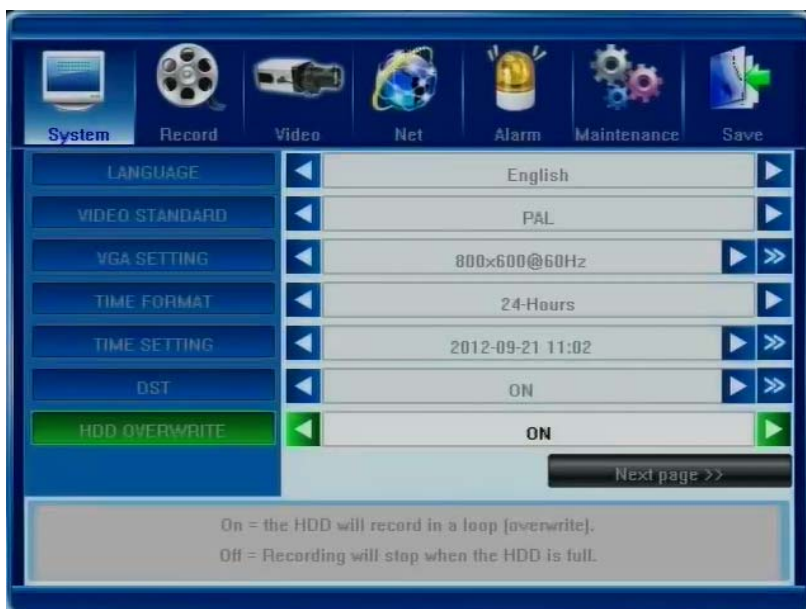 System Record Video Net Alarm Maintenance Save
LANGUAGE English
VIDEO STANDARD PAL
VGA SETTING 800x600@60Hz
TIME FORMAT 24-Hours
TIME SETTING 2012-09-21 11:02
DST ON
HDD OVERWRITE ON
Next page >>
On = the HDD will record in a loop (overwrite).
Off = Recording will stop when the HDD is full.